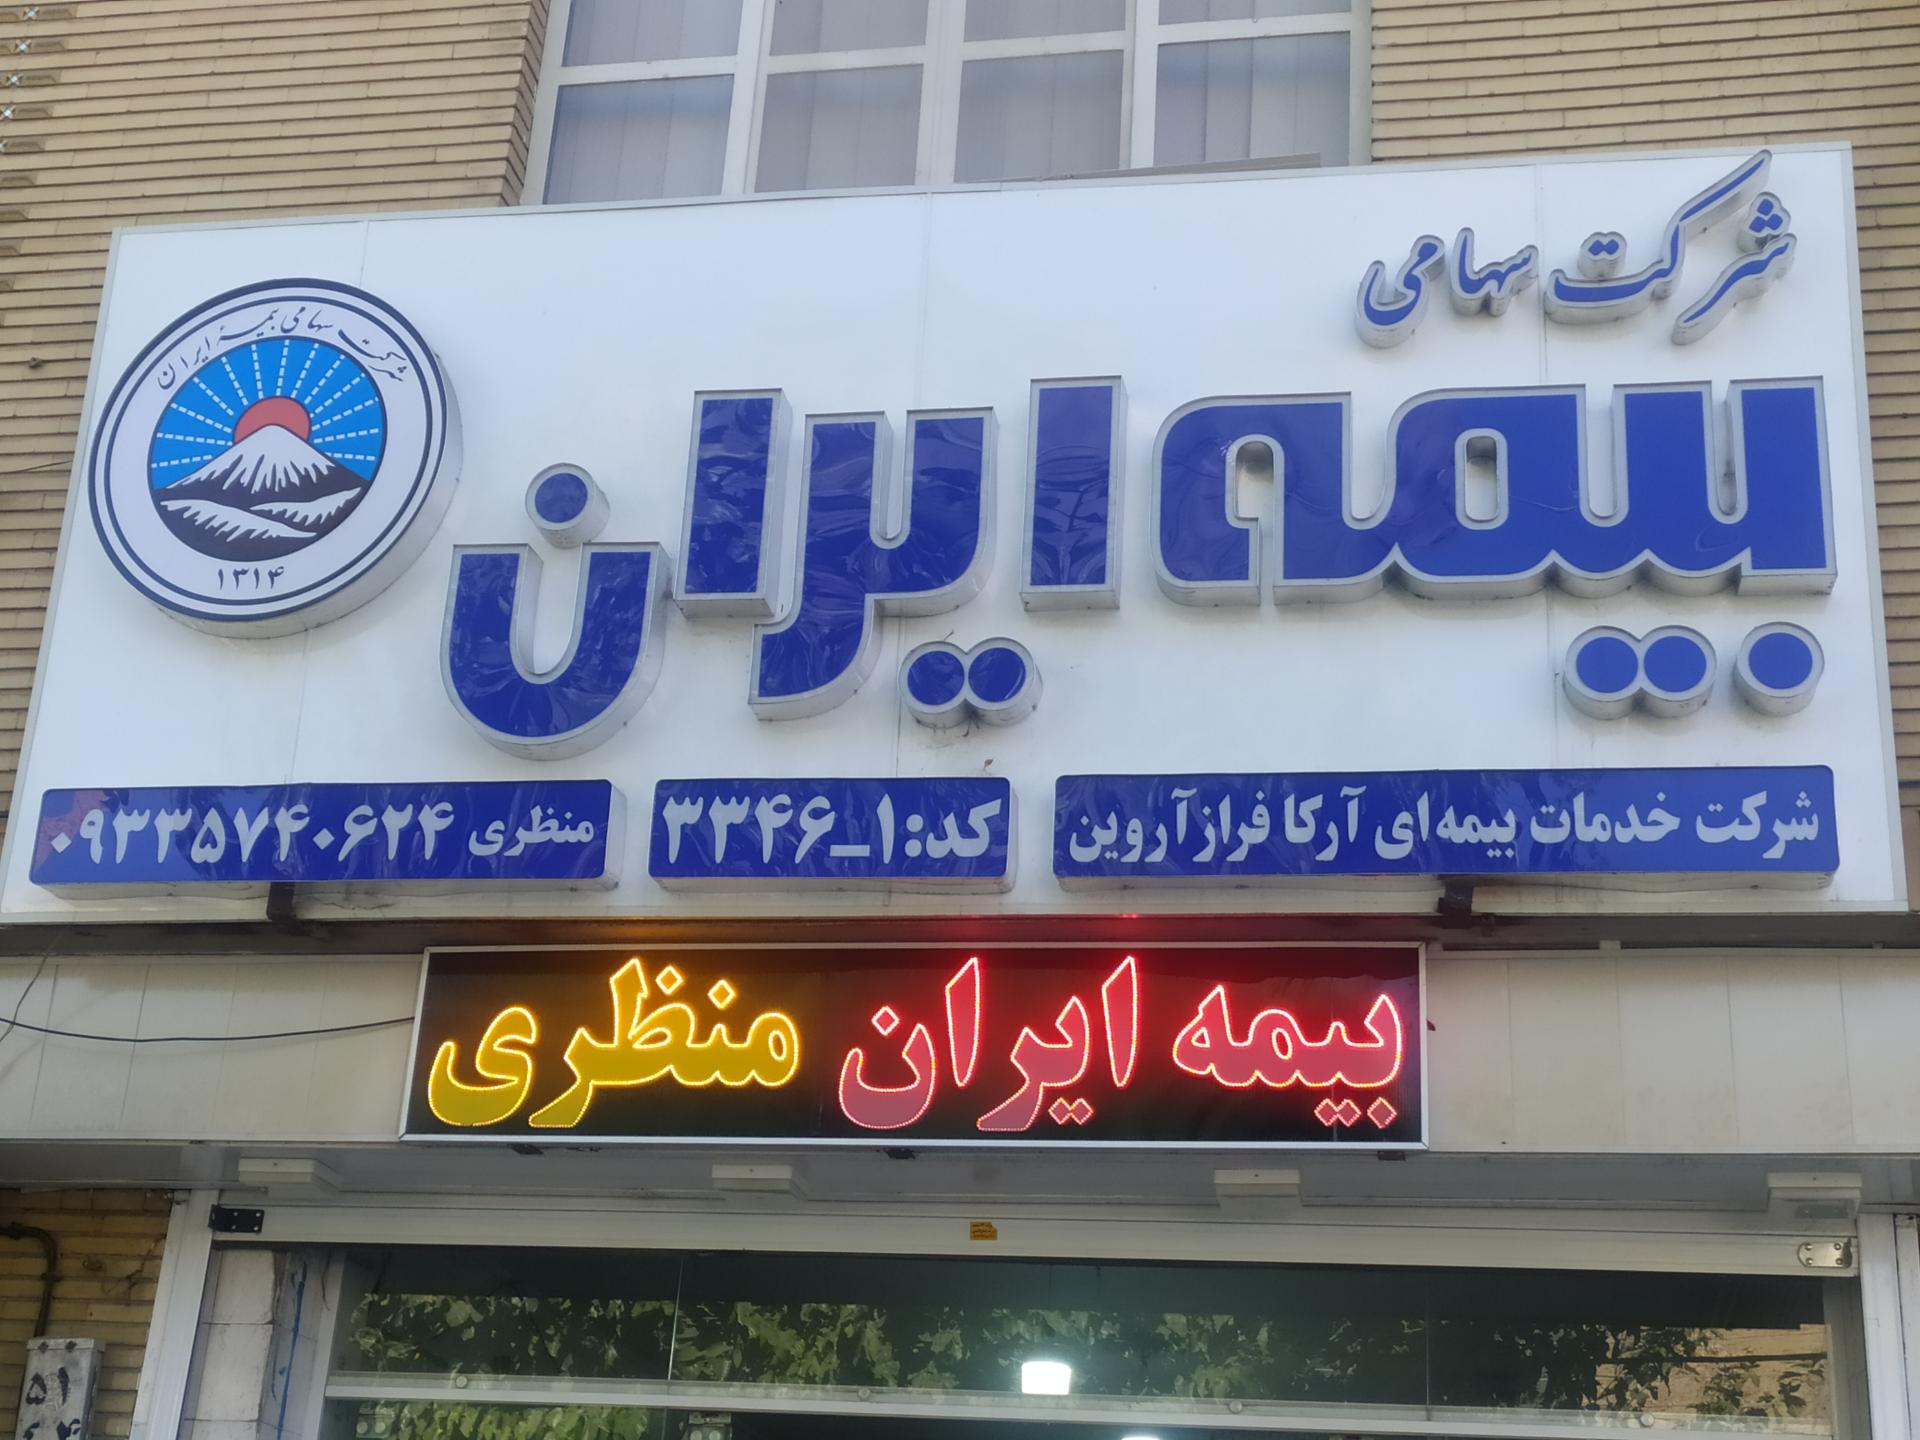 شرکت سهامی
بیمه ایران
شرکت سهامی بیمهٔ ایران
۱۳۱۴
شرکت خدمات بیمه‌ای آرکا فراز آروین
کد: ۱_۳۳۴۶
منظری ۰۹۳۳۵۷۴۰۶۲۴
بیمه ایران منظری
۵۱